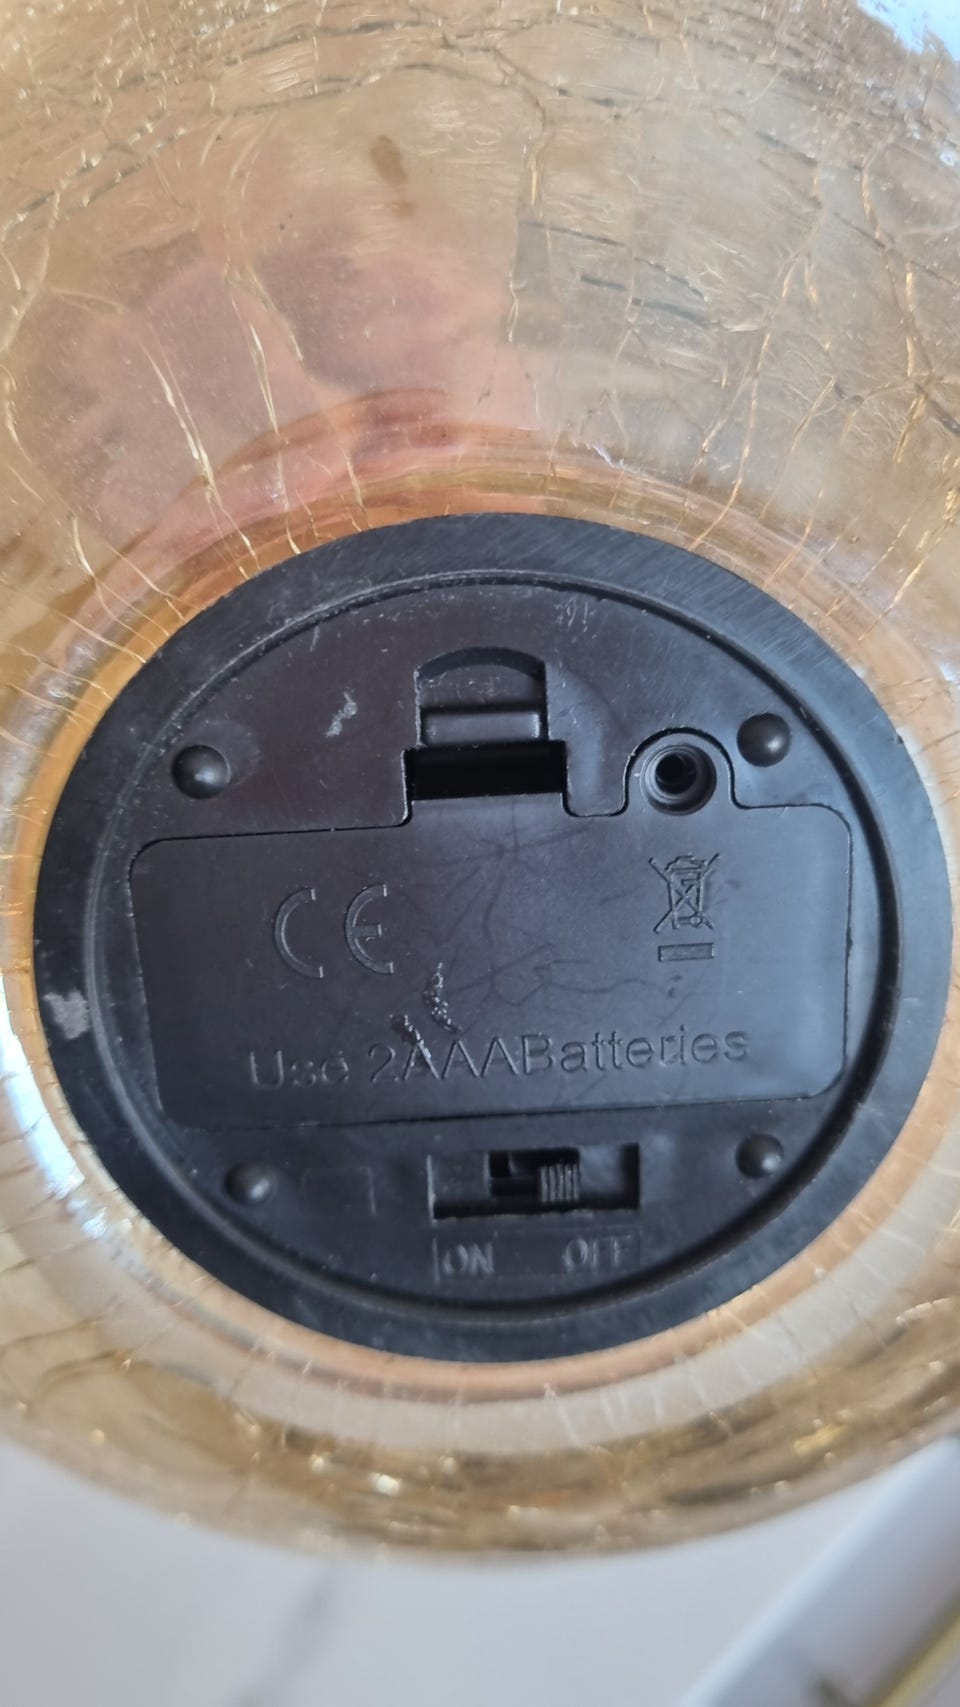 CE
Use 2AAABatteries
ON OFF